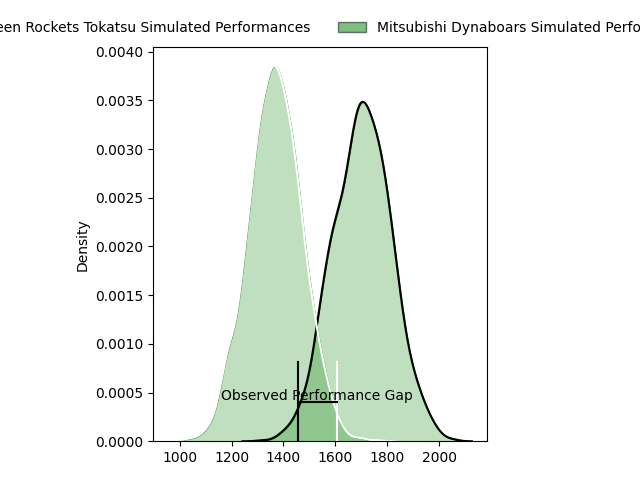 een Rockets Tokatsu Simulated Performances
Mitsubishi Dynaboars Simulated Perfo
0.0040
0.0035
0.0030
0.0025
0.0020
0.0015
0.0010
0.0005
0.0000
Density
Observed Performance Gap
1000 1200 1400 1600 1800 2000